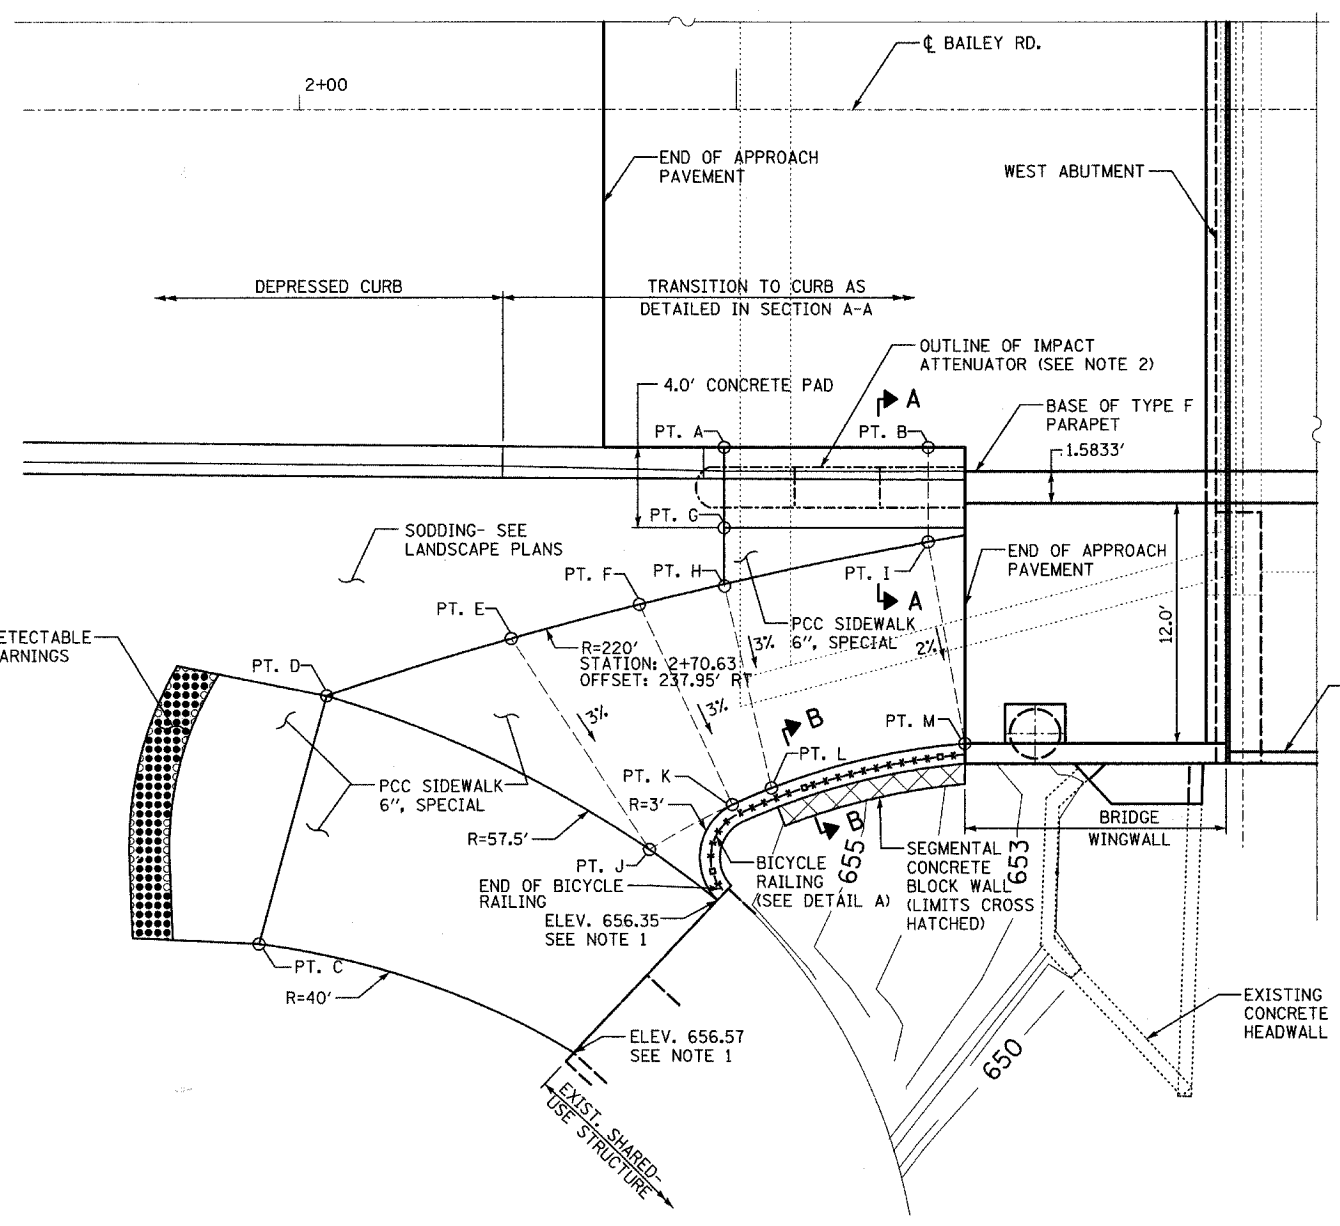 ℄ BAILEY RD.
2+00
END OF APPROACH
PAVEMENT
WEST ABUTMENT
DEPRESSED CURB
TRANSITION TO CURB AS
DETAILED IN SECTION A-A
OUTLINE OF IMPACT
ATTENUATOR (SEE NOTE 2)
4.0' CONCRETE PAD
A
BASE OF TYPE F
PARAPET
PT. A
PT. B
1.5833'
PT. G
SODDING- SEE
LANDSCAPE PLANS
END OF APPROACH
PAVEMENT
PT. F
PT. H
PT. I
A
PT. E
PCC SIDEWALK
6", SPECIAL
12.0'
ETECTABLE
ARNINGS
R=220'
STATION: 2+70.63
OFFSET: 237.95' RT
3%
2%
PT. D
3%
3%
B
PT. M
PT. L
PCC SIDEWALK
6", SPECIAL
PT. K
R=3'
R=57.5'
B
BRIDGE
WINGWALL
PT. J
BICYCLE
RAILING
(SEE DETAIL A)
655
SEGMENTAL
CONCRETE
BLOCK WALL
(LIMITS CROSS
HATCHED)
653
END OF BICYCLE
RAILING
ELEV. 656.35
SEE NOTE 1
PT. C
R=40'
EXISTING
CONCRETE
HEADWALL
ELEV. 656.57
SEE NOTE 1
650
EXIST. SHARED-
USE STRUCTURE